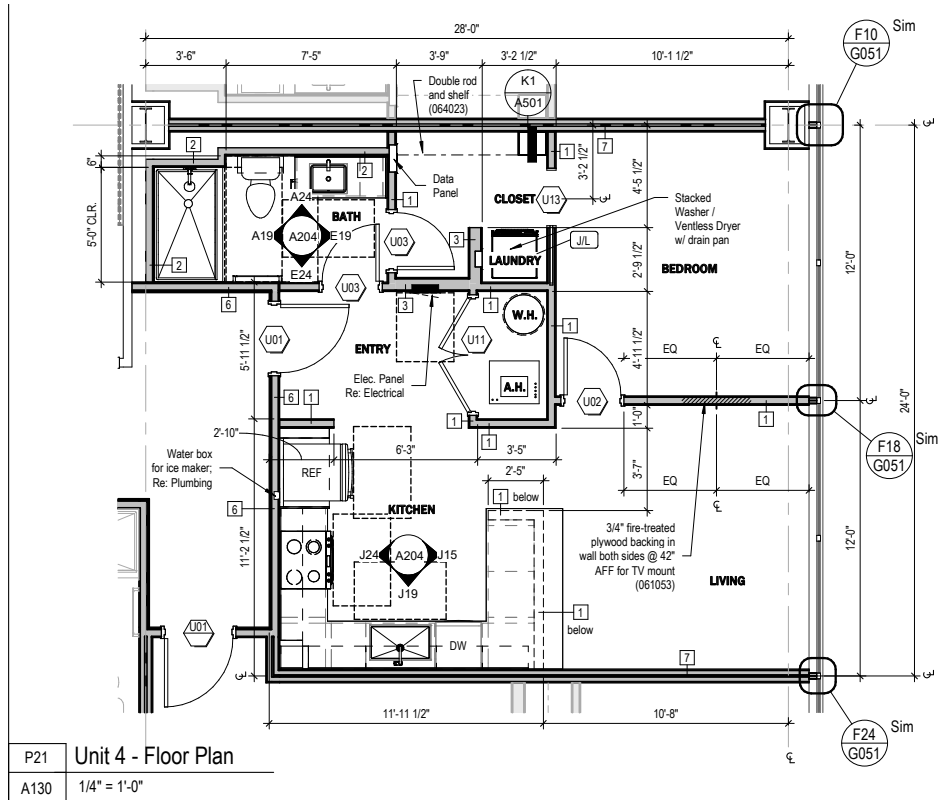 28'-0"
F10
G051
Sim
3'-6"
7'-5"
3'-9"
3'-2 1/2"
10'-1 1/2"
Double rod
and shelf
(064023)
K1
A501
2
6"
2
Data
Panel
1
1
7
3'-2 1/2"
4'-5 1/2"
5'-0" CLR.
A24
BATH
A19
A204
E19
E24
U03
U03
CLOSET
U13
Stacked
Washer /
Ventless Dryer
w/ drain pan
J/L
3
LAUNDRY
BEDROOM
2'-9 1/2"
12'-0"
2
6
3
1
1
U01
5'-11 1/2"
ENTRY
U11
W.H.
A.H.
Elec. Panel
Re: Electrical
4'-11 1/2"
EQ
EQ
U02
24'-0"
6
1
1
1
1'-0"
1
F18
G051
Sim
2'-10"
REF
6'-3"
3'-5"
2'-5"
3'-7"
EQ
EQ
Water box
for ice maker;
Re: Plumbing
6
KITCHEN
1 below
11'-2 1/2"
J24
A204
J15
J19
3/4" fire-treated
plywood backing in
wall both sides @ 42"
AFF for TV mount
(061053)
12'-0"
LIVING
1
below
U01
DW
7
11'-11 1/2"
10'-8"
F24
G051
Sim
P21
Unit 4 - Floor Plan
A130
1/4" = 1'-0"